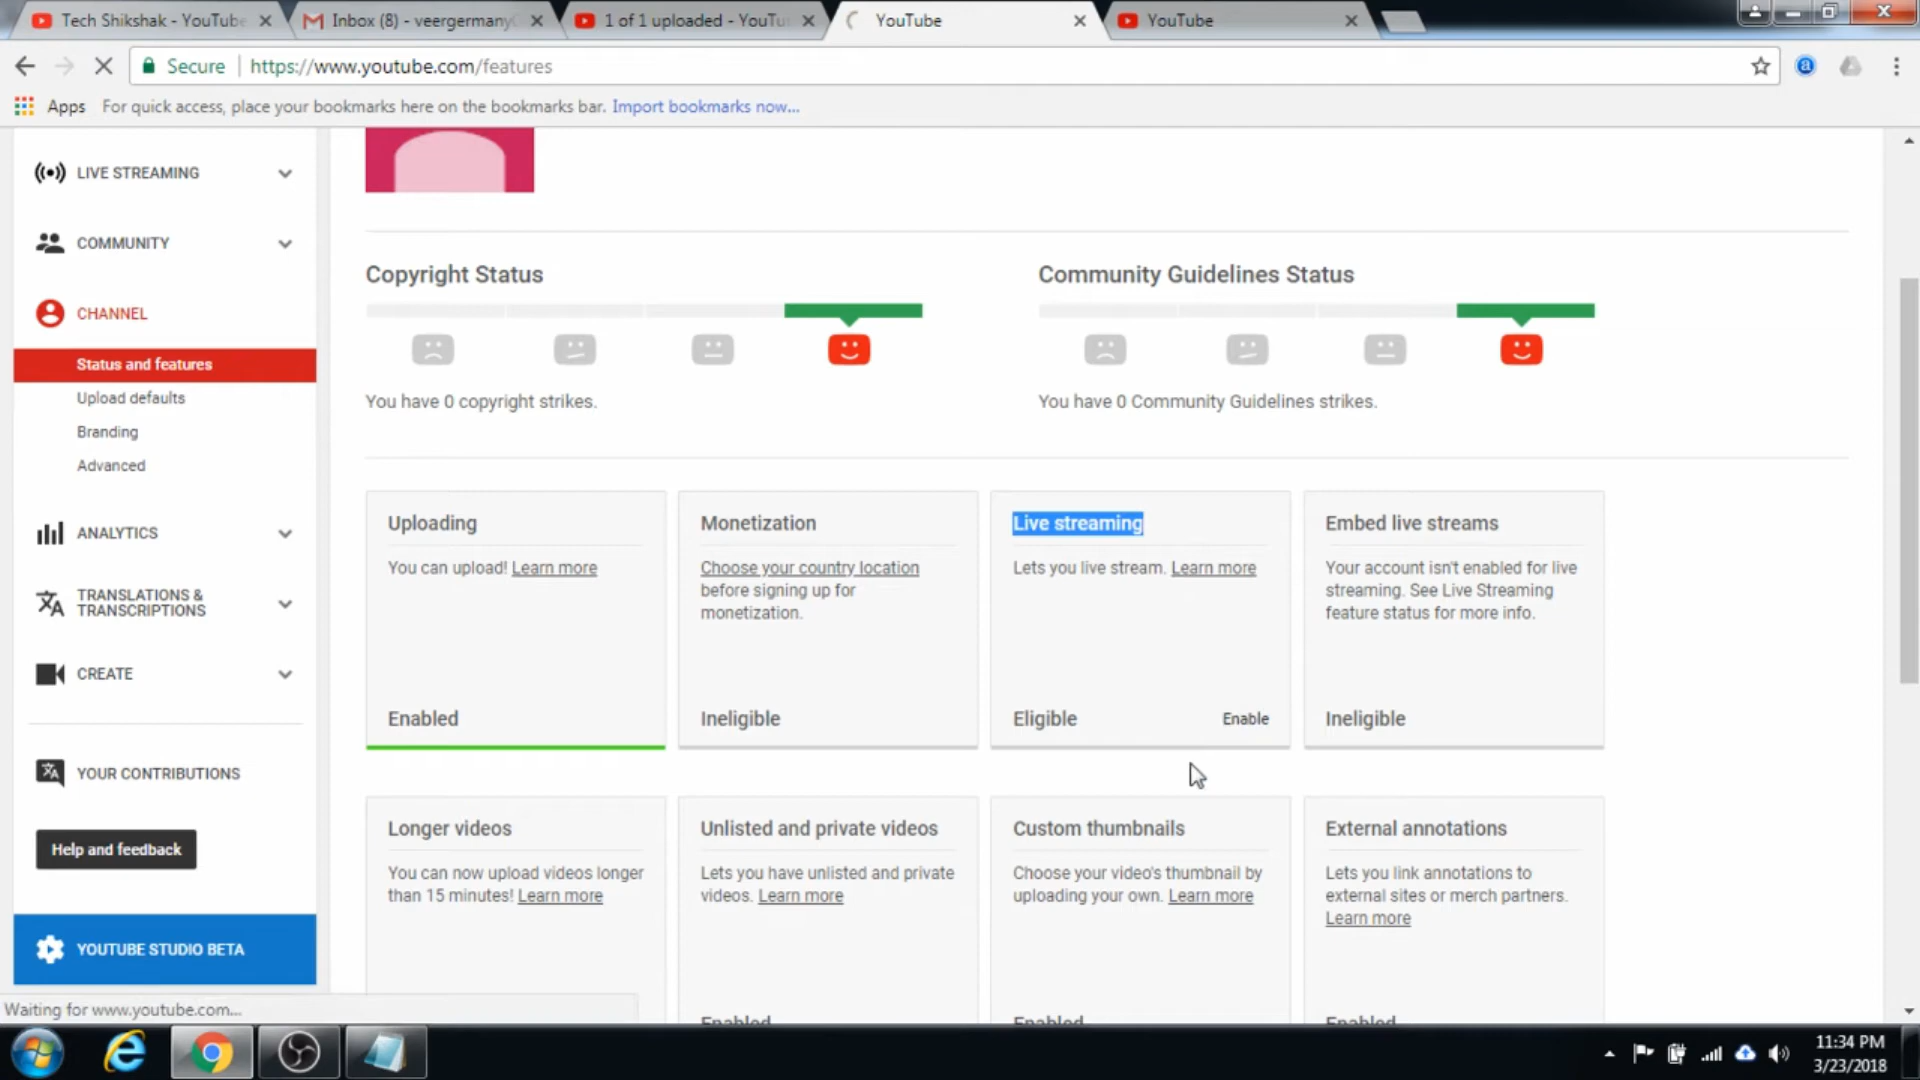 Tech Shikshak - YouTube
Inbox (8) - veergermany
1 of 1 uploaded - YouTu
YouTube
YouTube
Secure
https://www.youtube.com/features
Apps
For quick access, place your bookmarks here on the bookmarks bar. Import bookmarks now...
LIVE STREAMING
COMMUNITY
CHANNEL
Status and features
Upload defaults
Branding
Advanced
ANALYTICS
TRANSLATIONS &
TRANSCRIPTIONS
CREATE
YOUR CONTRIBUTIONS
Help and feedback
YOUTUBE STUDIO BETA
Copyright Status
You have 0 copyright strikes.
Community Guidelines Status
You have 0 Community Guidelines strikes.
Uploading
You can upload! Learn more
Enabled
Monetization
Choose your country location
before signing up for
monetization.
Ineligible
Live streaming
Lets you live stream. Learn more
Eligible
Enable
Embed live streams
Your account isn't enabled for live
streaming. See Live Streaming
feature status for more info.
Ineligible
Longer videos
You can now upload videos longer
than 15 minutes! Learn more
Unlisted and private videos
Lets you have unlisted and private
videos. Learn more
Enabled
Custom thumbnails
Choose your video's thumbnail by
uploading your own. Learn more
Enabled
External annotations
Lets you link annotations to
external sites or merch partners.
Learn more
Enabled
Waiting for www.youtube.com...
11:34 PM
3/23/2018